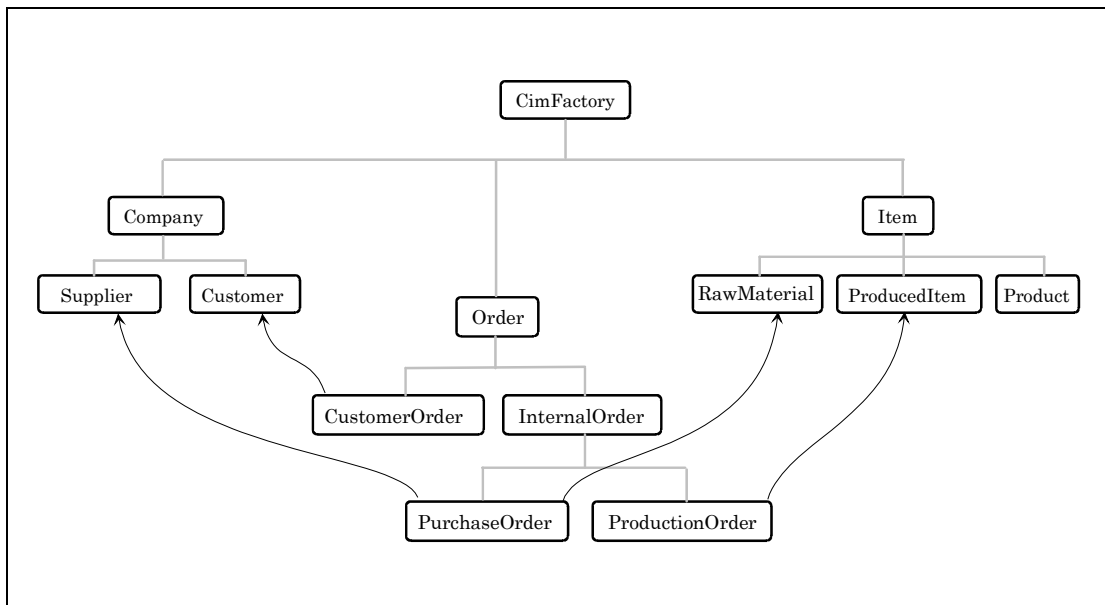 CimFactory
Company
Item
Supplier
Customer
RawMaterial
ProducedItem
Product
Order
CustomerOrder
InternalOrder
PurchaseOrder
ProductionOrder